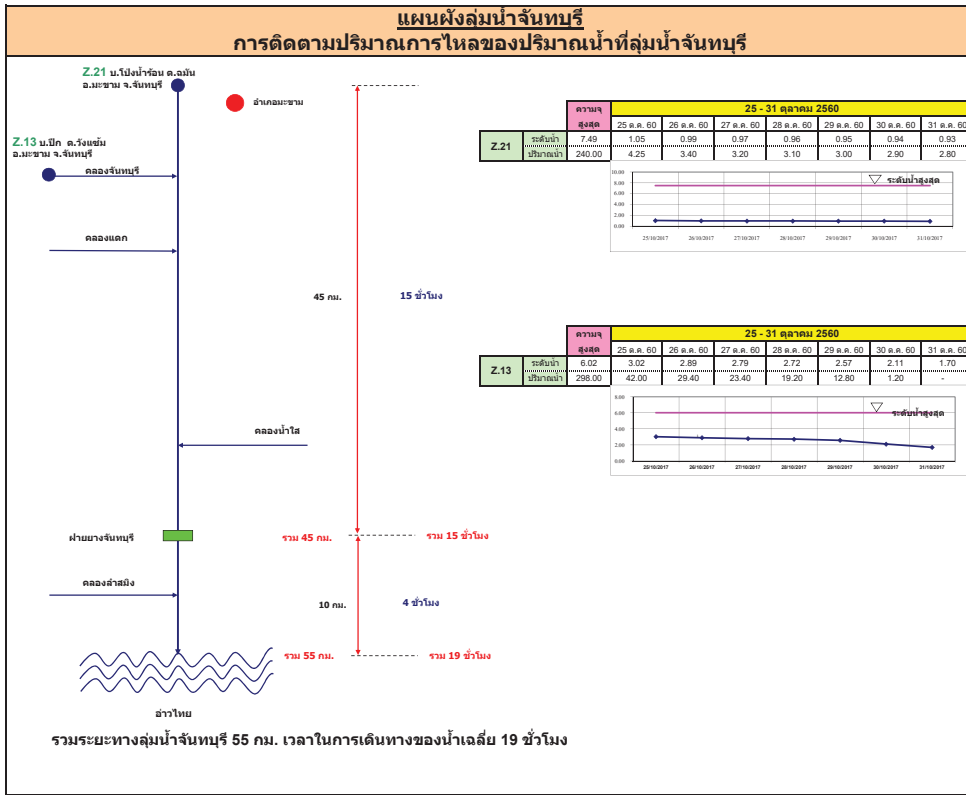 แผนผังลุ่มน้ำจันทบุรี
การติดตามปริมาณการไหลของปริมาณน้ำที่ลุ่มน้ำจันทบุรี
Z.21 บ.โป่งน้ำร้อน ต.ฉมัน
อ.มะขาม จ.จันทบุรี
อำเภอมะขาม
Z.13 บ.ปึก ต.วังแซ้ม
อ.มะขาม จ.จันทบุรี
คลองจันทบุรี
คลองแตก
45 กม.
15 ชั่วโมง
คลองน้ำใส
ฝายยางจันทบุรี
รวม 45 กม.
รวม 15 ชั่วโมง
คลองลำสมิง
10 กม.
4 ชั่วโมง
รวม 55 กม.
รวม 19 ชั่วโมง
อ่าวไทย
รวมระยะทางลุ่มน้ำจันทบุรี 55 กม. เวลาในการเดินทางของน้ำเฉลี่ย 19 ชั่วโมง
ความจุ 25 - 31 ตุลาคม 2560
สูงสุด 25 ต.ค. 60 26 ต.ค. 60 27 ต.ค. 60 28 ต.ค. 60 29 ต.ค. 60 30 ต.ค. 60 31 ต.ค. 60
Z.21
ระดับน้ำ 7.49 1.05 0.99 0.97 0.96 0.95 0.94 0.93
ปริมาณน้ำ 240.00 4.25 3.40 3.20 3.10 3.00 2.90 2.80
10.00
8.00
6.00
4.00
2.00
0.00
ระดับน้ำสูงสุด
25/10/2017 26/10/2017 27/10/2017 28/10/2017 29/10/2017 30/10/2017 31/10/2017
ความจุ 25 - 31 ตุลาคม 2560
สูงสุด 25 ต.ค. 60 26 ต.ค. 60 27 ต.ค. 60 28 ต.ค. 60 29 ต.ค. 60 30 ต.ค. 60 31 ต.ค. 60
Z.13
ระดับน้ำ 6.02 3.02 2.89 2.79 2.72 2.57 2.11 1.70
ปริมาณน้ำ 298.00 42.00 29.40 23.40 19.20 12.80 1.20 -
8.00
6.00
4.00
2.00
0.00
ระดับน้ำสูงสุด
25/10/2017 26/10/2017 27/10/2017 28/10/2017 29/10/2017 30/10/2017 31/10/2017